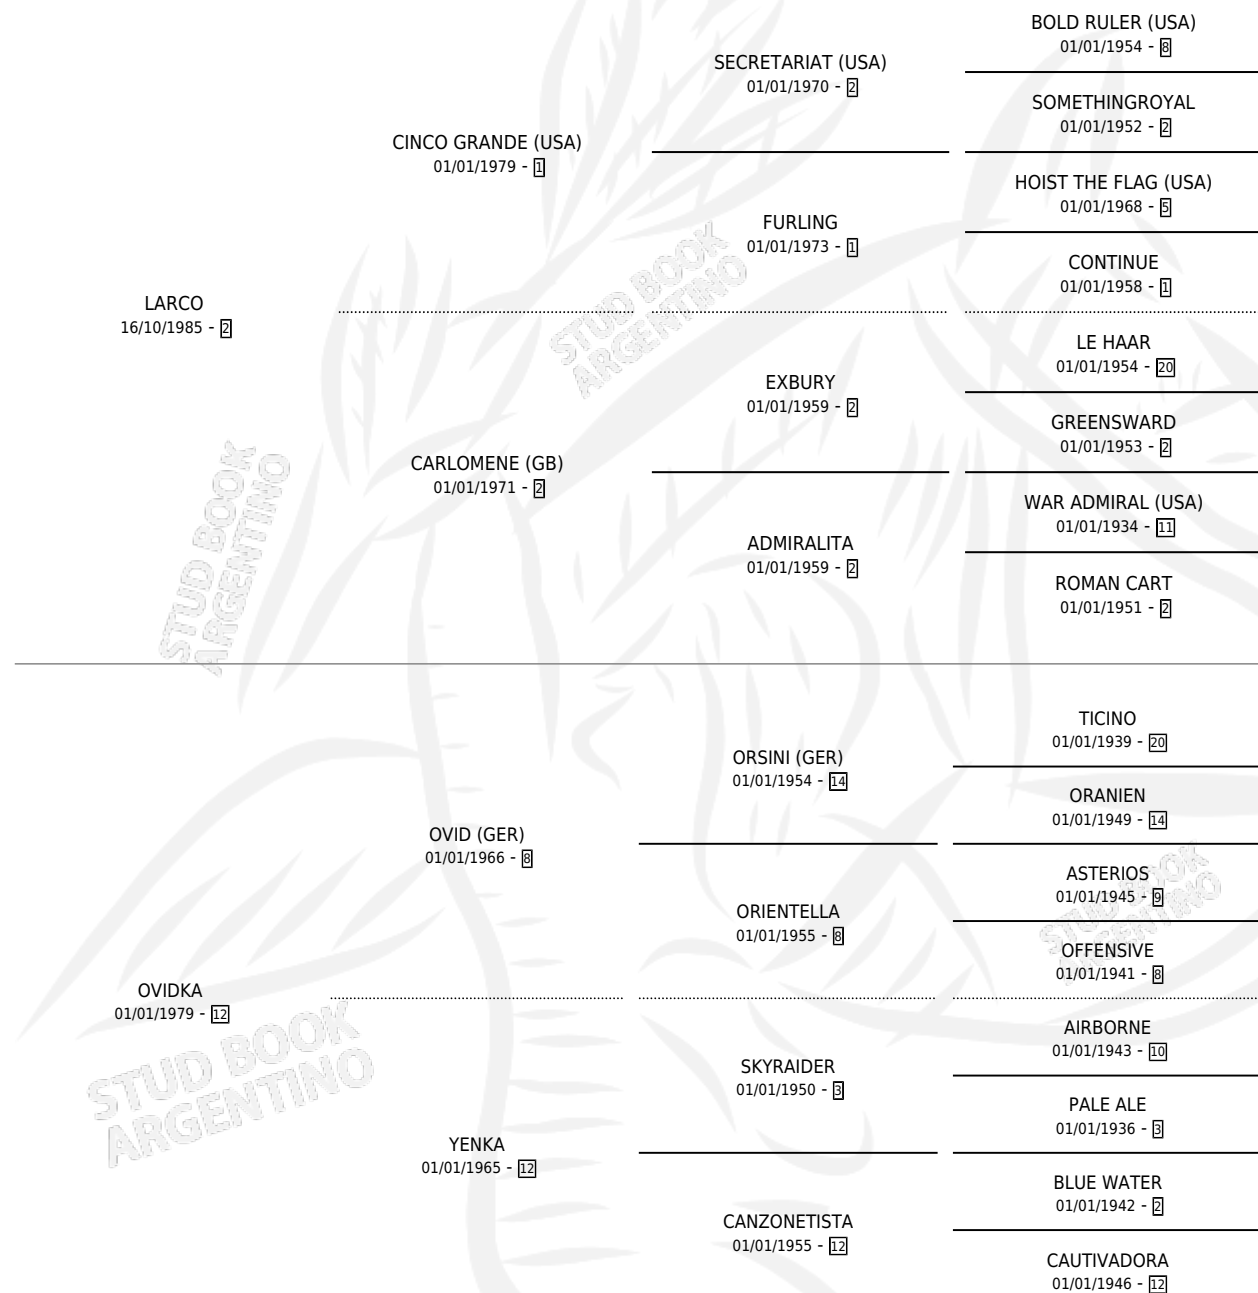 BOLD RULER (USA)
01/01/1954 - 8
SECRETARIAT (USA)
01/01/1970 - 2
SOMETHINGROYAL
01/01/1952 - 2
CINCO GRANDE (USA)
01/01/1979 - 1
HOIST THE FLAG (USA)
01/01/1968 - 5
FURLING
01/01/1973 - 1
CONTINUE
01/01/1958 - 1
LARCO
16/10/1985 - 2
LE HAAR
01/01/1954 - 20
EXBURY
01/01/1959 - 2
GREENSWARD
01/01/1953 - 2
CARLOMENE (GB)
01/01/1971 - 2
WAR ADMIRAL (USA)
01/01/1934 - 11
ADMIRALITA
01/01/1959 - 2
ROMAN CART
01/01/1951 - 2
TICINO
01/01/1939 - 20
ORSINI (GER)
01/01/1954 - 14
ORANIEN
01/01/1949 - 14
OVID (GER)
01/01/1966 - 8
ASTERIOS
01/01/1945 - 9
ORIENTELLA
01/01/1955 - 8
OFFENSIVE
01/01/1941 - 8
OVIDKA
01/01/1979 - 12
AIRBORNE
01/01/1943 - 10
SKYRAIDER
01/01/1950 - 3
PALE ALE
01/01/1936 - 3
YENKA
01/01/1965 - 12
BLUE WATER
01/01/1942 - 2
CANZONETISTA
01/01/1955 - 12
CAUTIVADORA
01/01/1946 - 12
STUD BOOK
ARGENTINO
STUD BOOK
ARGENTINO
STUD BOOK
ARGENTINO
STUD BOOK
ARGENTINO